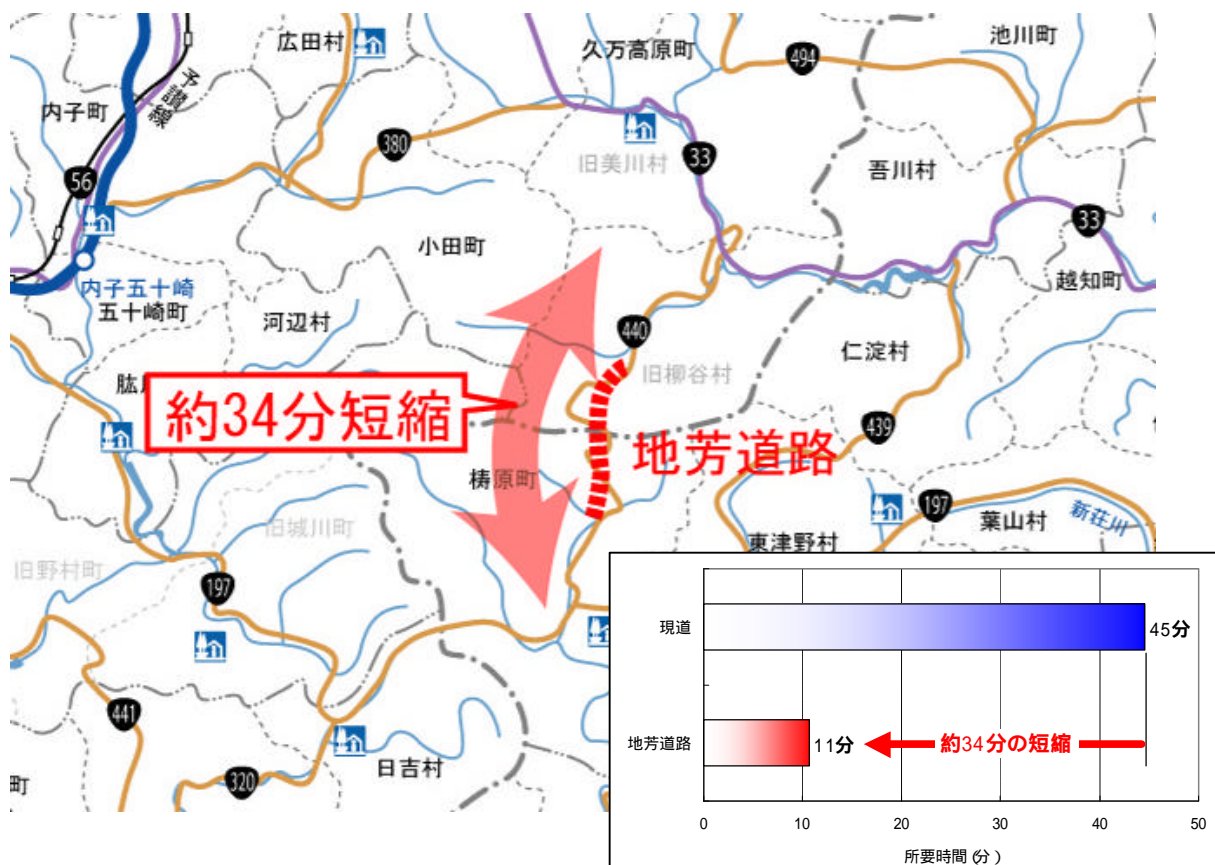 広田村
久万高原町
池川町
494
内子町
予讃線
380
56
旧美川村
33
吾川村
小田町
33
越知町
内子五十崎
五十崎町
河辺村
440
仁淀村
旧柳谷村
約34分短縮
439
地芳道路
梼原町
197
葉山村
新荘川
旧城川町
東津野村
旧野村町
197
441
日吉村
320
町
現道
45分
地芳道路
11分
約34分の短縮
0
10
20
30
40
50
所要時間(分)